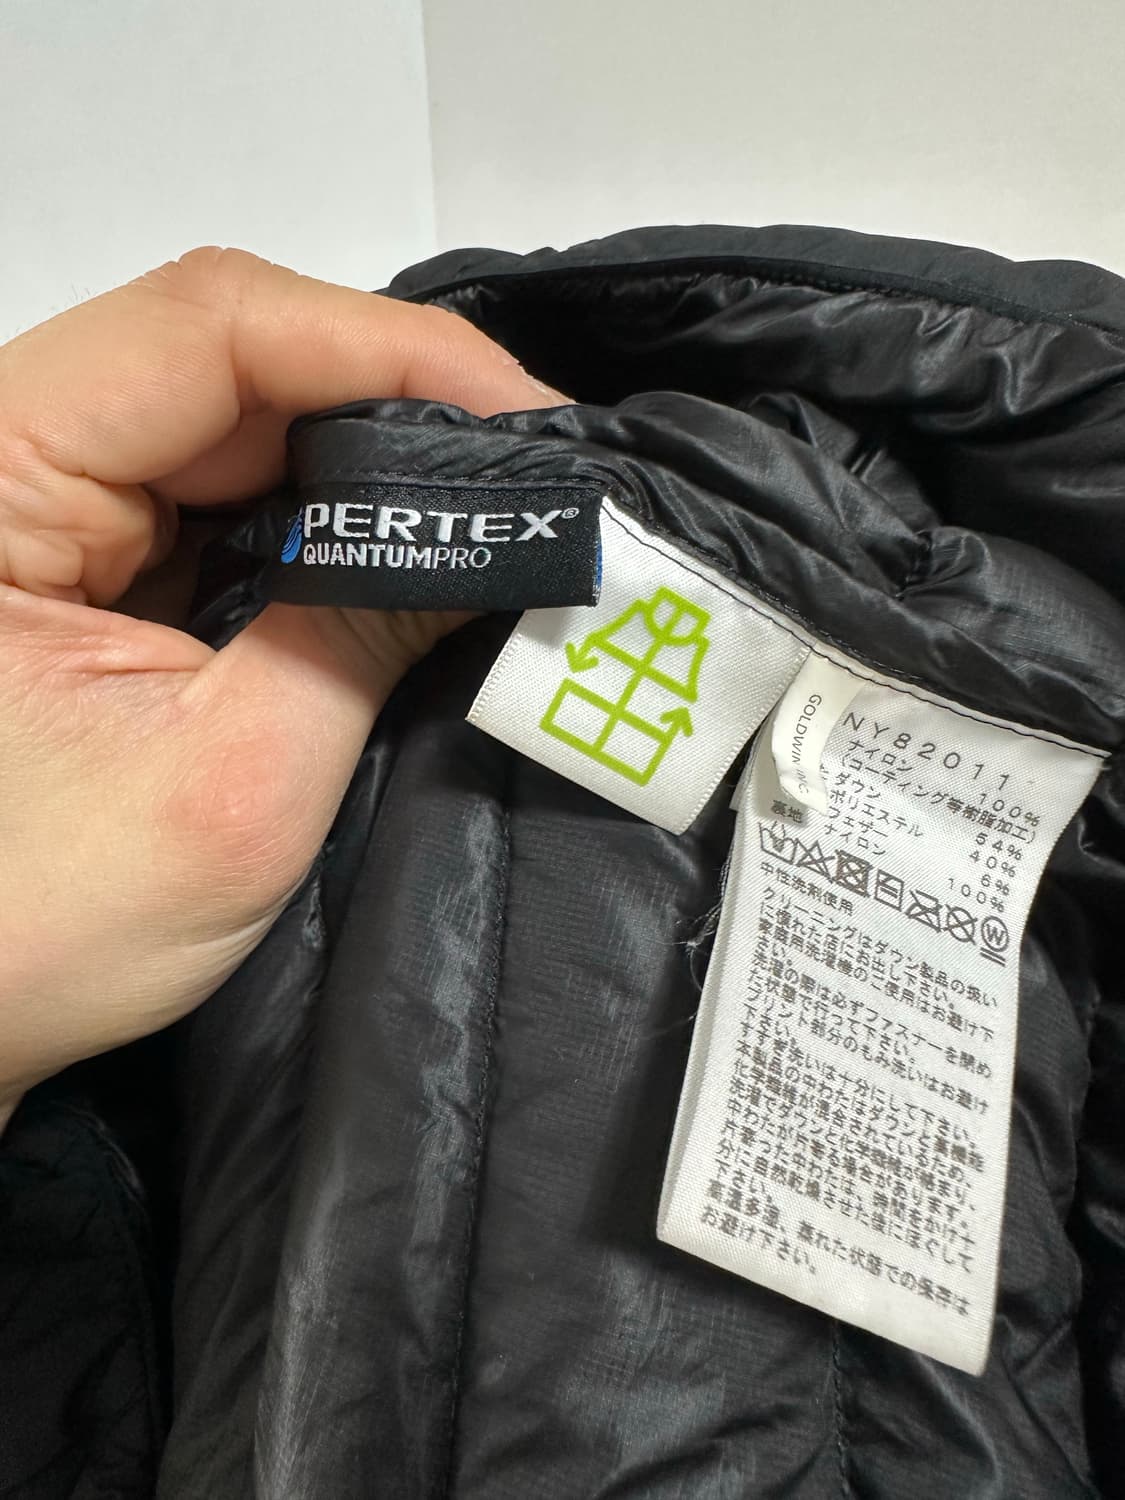 PERTEX®
QUANTUMPRO
GOLDWIN INC.
NY82011
ナイロン 100%
(コーティング等樹脂加工)
ダウン 54%
ポリエステル 40%
フェザー 6%
裏地 ナイロン 100%
W
中性洗剤使用
クリーニングはダウン製品の扱い
に慣れた店にお出し下さい。
家庭用洗濯機のご使用はお避け下
さい。
洗濯の際は必ずファスナーを閉め
た状態で行って下さい。
プリント部分のもみ洗いはお避け
下さい。
すすぎ洗いは十分にして下さい。
本製品の中わたはダウンと高機能
化学繊維が混合されているため、
洗濯でダウンと化学繊維が絡まり、
中わたが片寄る場合があります。
片寄った中わたは、時間をかけ十
分に自然乾燥させた後にほぐして
下さい。
高温多湿、蒸れた状態での保存は
お避け下さい。